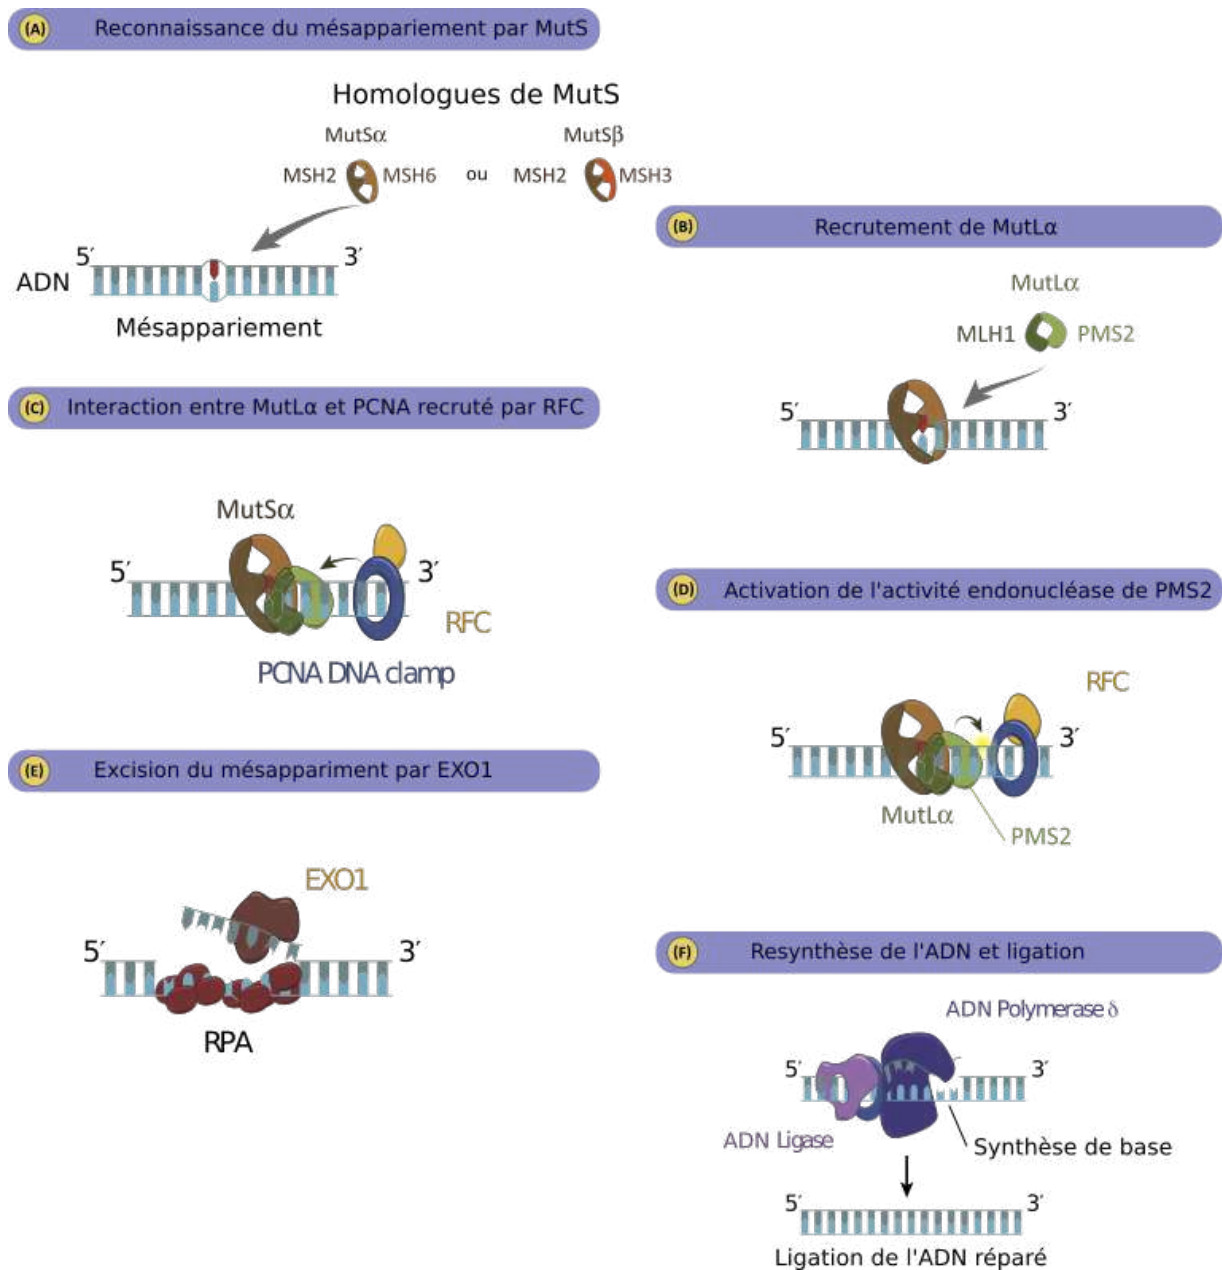 (A) Reconnaissance du mésappariement par MutS
Homologues de MutS
MutSα MutSβ
MSH2 MSH6 ou MSH2 MSH3
5′ 3′
ADN
Mésappariement
(B) Recrutement de MutLα
MutLα
MLH1 PMS2
5′ 3′
(C) Interaction entre MutLα et PCNA recruté par RFC
MutSα
5′ 3′
RFC
PCNA DNA clamp
(D) Activation de l'activité endonucléase de PMS2
RFC
5′ 3′
MutLα
PMS2
(E) Excision du mésappariment par EXO1
EXO1
5′ 3′
RPA
(F) Resynthèse de l'ADN et ligation
ADN Polymerase δ
5′ 3′
ADN Ligase
Synthèse de base
5′ 3′
Ligation de l'ADN réparé